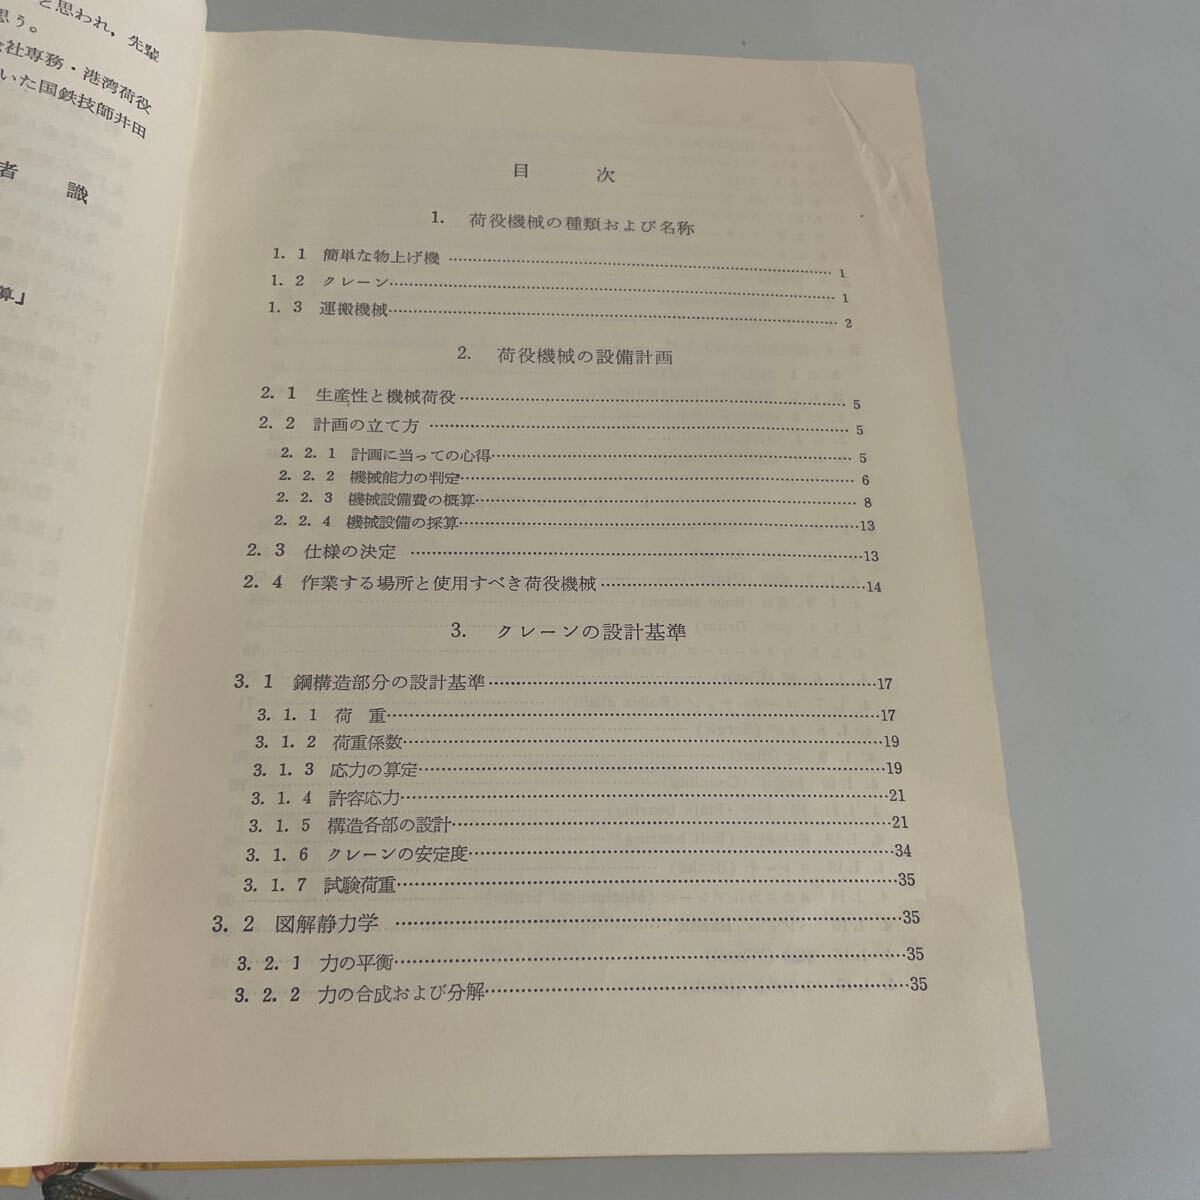 と思われ，先輩
思う。
会社専務・港湾荷役
いた国鉄技師井田
者 識
算」
目 次
1. 荷役機械の種類および名称
1. 1 簡単な物上げ機 1
1. 2 クレーン 1
1. 3 運搬機械 2
2. 荷役機械の設備計画
2. 1 生産性と機械荷役 5
2. 2 計画の立て方 5
2. 2. 1 計画に当っての心得 5
2. 2. 2 機械能力の判定 6
2. 2. 3 機械設備費の概算 8
2. 2. 4 機械設備の採算 13
2. 3 仕様の決定 13
2. 4 作業する場所と使用すべき荷役機械 14
3. クレーンの設計基準
3. 1 鋼構造部分の設計基準 17
3. 1. 1 荷 重 17
3. 1. 2 荷重係数 19
3. 1. 3 応力の算定 19
3. 1. 4 許容応力 21
3. 1. 5 構造各部の設計 21
3. 1. 6 クレーンの安定度 34
3. 1. 7 試験荷重 35
3. 2 図解静力学 35
3. 2. 1 力の平衡 35
3. 2. 2 力の合成および分解 35